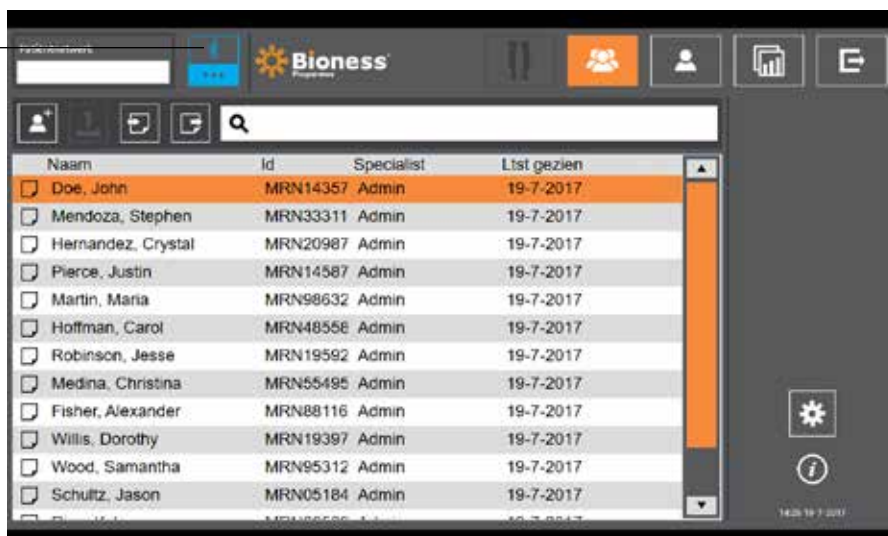 Patiëntnetwerk
Bioness
Programmer
Naam Id Specialist Ltst gezien
Doe, John MRN14357 Admin 19-7-2017
Mendoza, Stephen MRN33311 Admin 19-7-2017
Hernandez, Crystal MRN20987 Admin 19-7-2017
Pierce, Justin MRN14587 Admin 19-7-2017
Martin, Maria MRN98632 Admin 19-7-2017
Hoffman, Carol MRN48558 Admin 19-7-2017
Robinson, Jesse MRN19592 Admin 19-7-2017
Medina, Christina MRN55495 Admin 19-7-2017
Fisher, Alexander MRN88116 Admin 19-7-2017
Willis, Dorothy MRN19397 Admin 19-7-2017
Wood, Samantha MRN95312 Admin 19-7-2017
Schultz, Jason MRN05184 Admin 19-7-2017